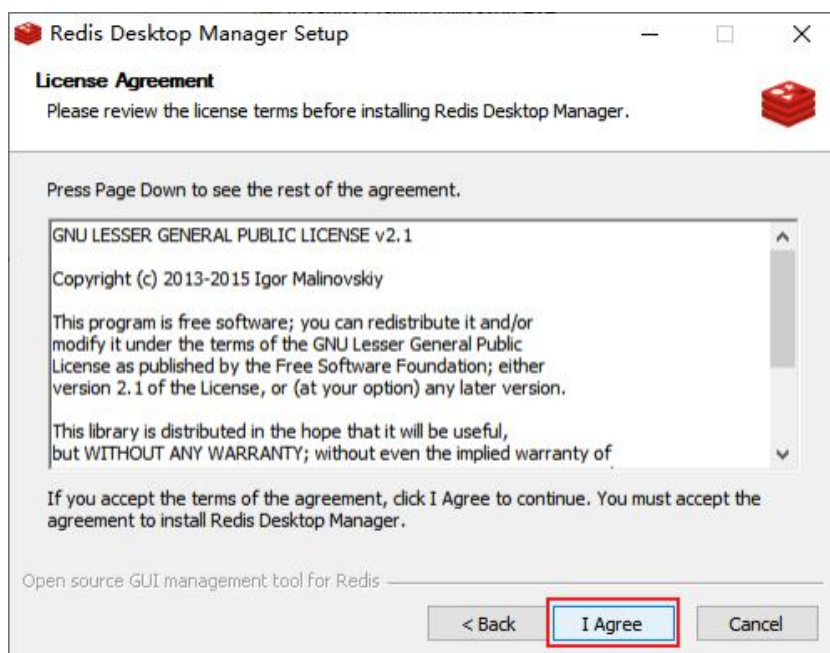 Redis Desktop Manager Setup
License Agreement
Please review the license terms before installing Redis Desktop Manager.
Press Page Down to see the rest of the agreement.
GNU LESSER GENERAL PUBLIC LICENSE v2.1
Copyright (c) 2013-2015 Igor Malinovskiy
This program is free software; you can redistribute it and/or
modify it under the terms of the GNU Lesser General Public
License as published by the Free Software Foundation; either
version 2.1 of the License, or (at your option) any later version.
This library is distributed in the hope that it will be useful,
but WITHOUT ANY WARRANTY; without even the implied warranty of
If you accept the terms of the agreement, click I Agree to continue. You must accept the
agreement to install Redis Desktop Manager.
Open source GUI management tool for Redis
< Back I Agree Cancel